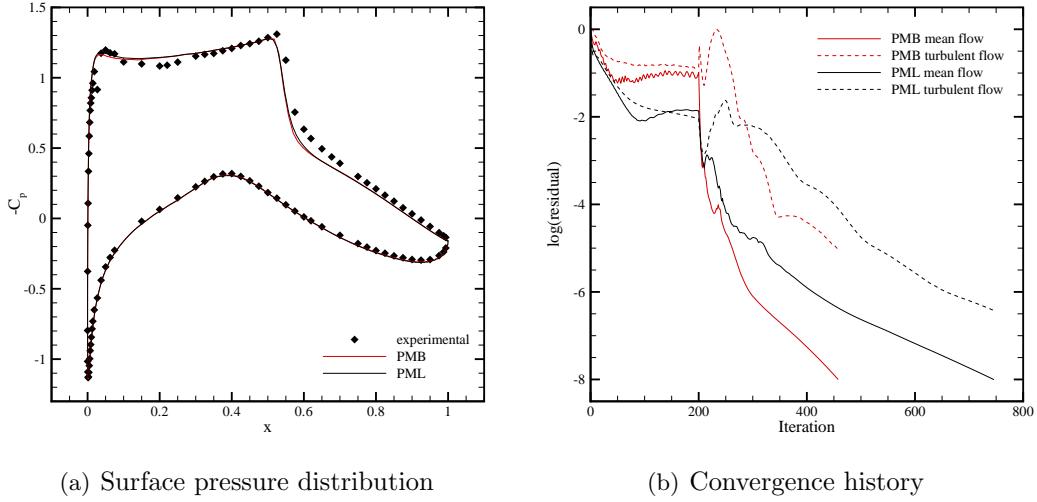 1.5
1
0.5
0
-0.5
-1
-Cp
0
0.2
0.4
0.6
0.8
1
x
experimental
PMB
PML
(a) Surface pressure distribution
0
-2
-4
-6
-8
log(residual)
0
200
400
600
800
Iteration
PMB mean flow
PMB turbulent flow
PML mean flow
PML turbulent flow
(b) Convergence history